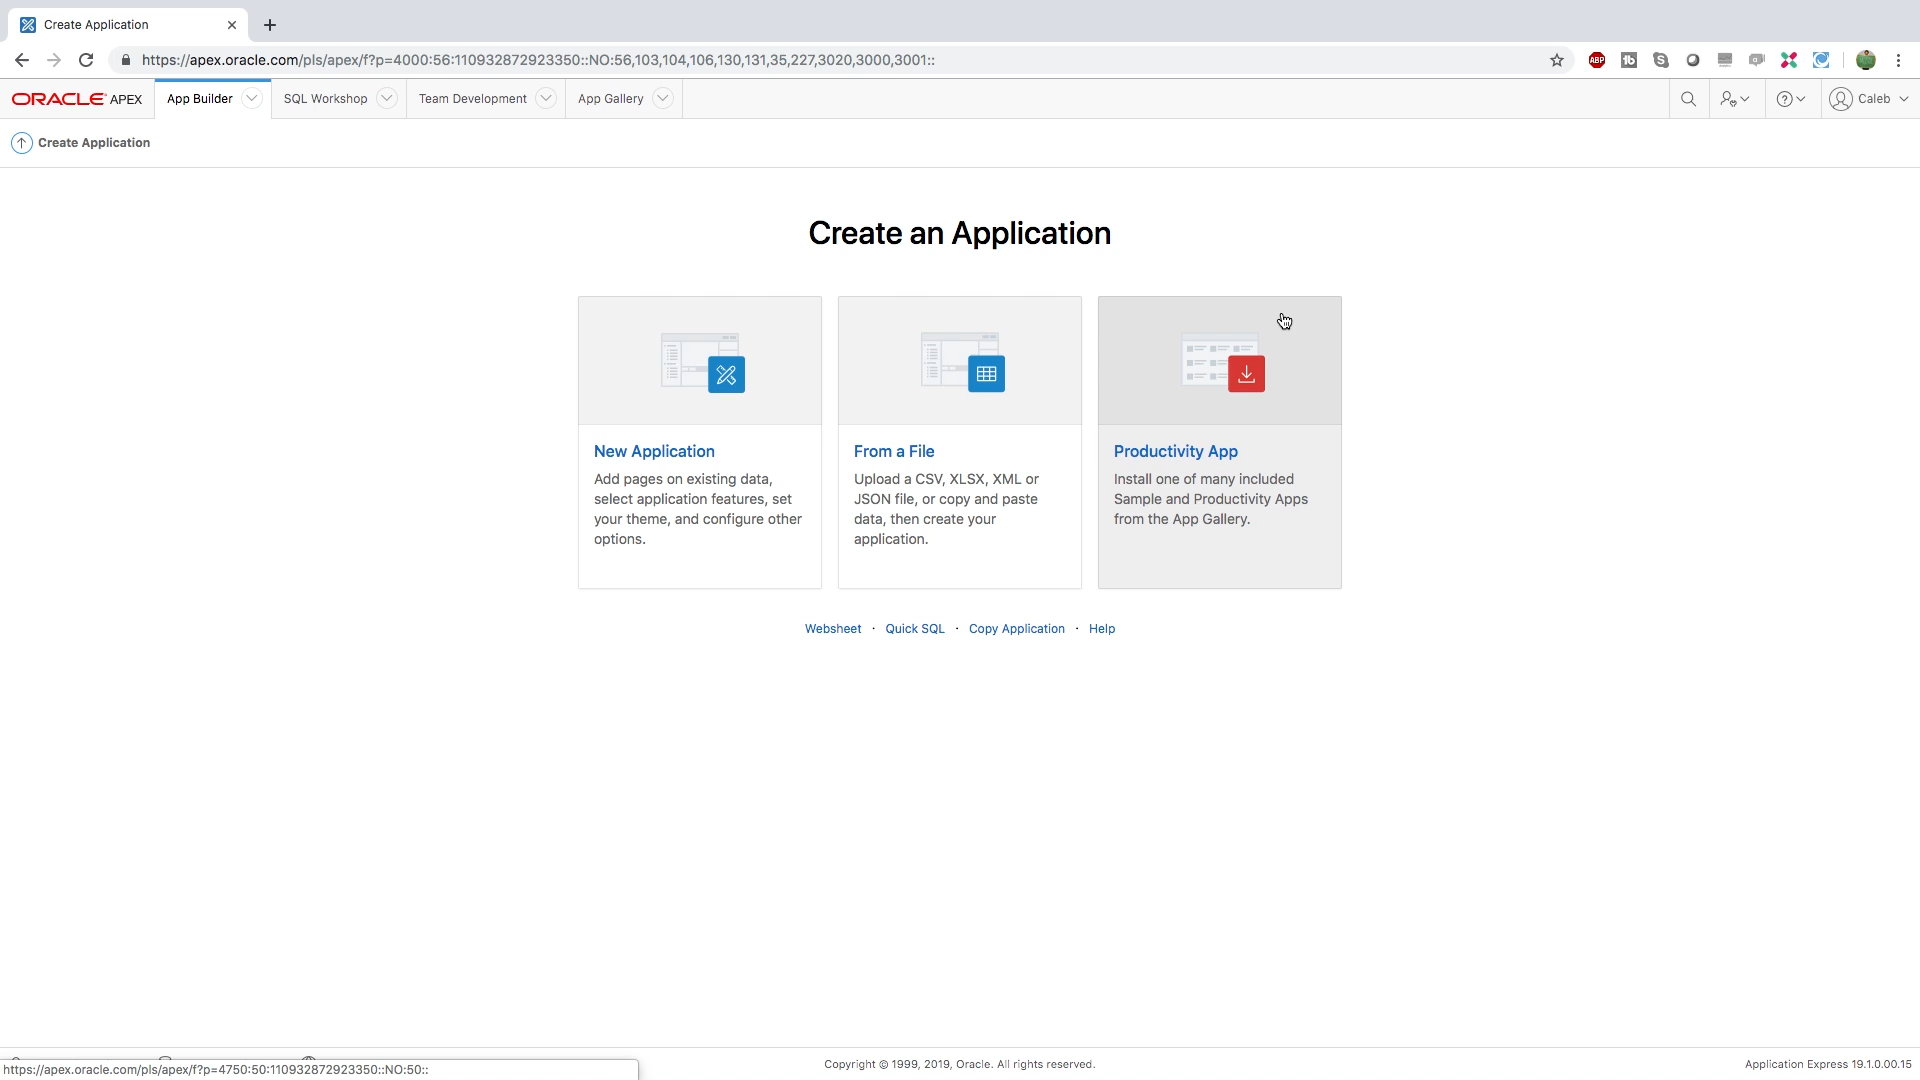 Create Application
https://apex.oracle.com/pls/apex/f?p=4000:56:110932872923350::NO:56,103,104,106,130,131,35,227,3020,3000,3001::
ABP
ORACLE APEX
App Builder
SQL Workshop
Team Development
App Gallery
Caleb
Create Application
Create an Application
New Application
Add pages on existing data,
select application features, set
your theme, and configure other
options.
From a File
Upload a CSV, XLSX, XML or
JSON file, or copy and paste
data, then create your
application.
Productivity App
Install one of many included
Sample and Productivity Apps
from the App Gallery.
Websheet · Quick SQL · Copy Application · Help
https://apex.oracle.com/pls/apex/f?p=4750:50:110932872923350::NO:50::
Copyright © 1999, 2019, Oracle. All rights reserved.
Application Express 19.1.0.00.15